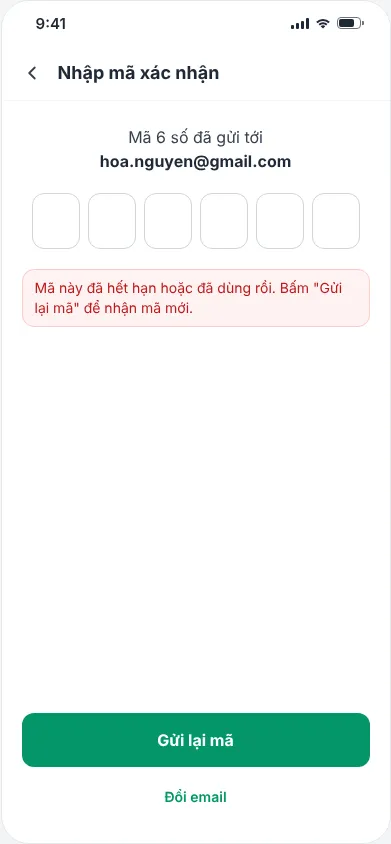 9:41
Nhập mã xác nhận
Mã 6 số đã gửi tới
hoa.nguyen@gmail.com
Mã này đã hết hạn hoặc đã dùng rồi. Bấm "Gửi
lại mã" để nhận mã mới.
Gửi lại mã
Đổi email